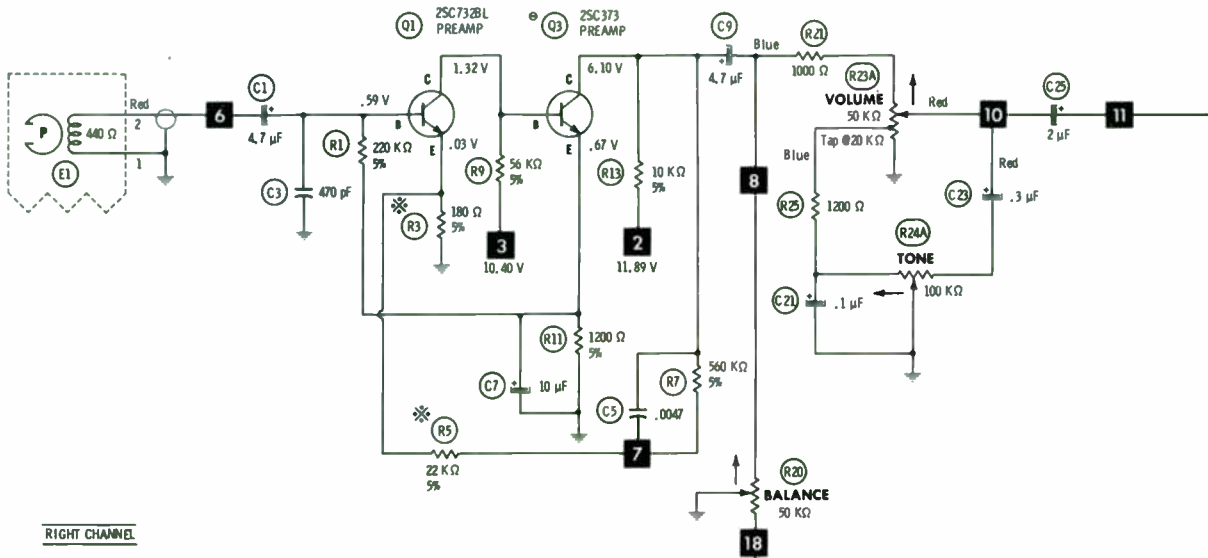 Q1
2SC732BL
PREAMP
⊖ Q3
2SC373
PREAMP
C9
Blue
4.7 µF
R21
1000 Ω
R23A
VOLUME
50 KΩ
Tap @20 KΩ
Red
10
C25
2 µF
11
P
440 Ω
E1
Red
2
1
6
C1
4.7 µF
C3
470 pF
.59 V
R1
220 KΩ
5%
1.32 V
C
B
E
.03 V
※
R3
180 Ω
5%
R9
56 KΩ
5%
3
10.40 V
6.10 V
C
B
E
.67 V
R13
10 KΩ
5%
2
11.89 V
8
Blue
R25
1200 Ω
R24A
TONE
100 KΩ
Red
C23
.3 µF
C21
.1 µF
R11
1200 Ω
5%
C7
10 µF
C5
.0047
R7
560 KΩ
5%
※
R5
22 KΩ
5%
7
R20
BALANCE
50 KΩ
18
RIGHT CHANNEL